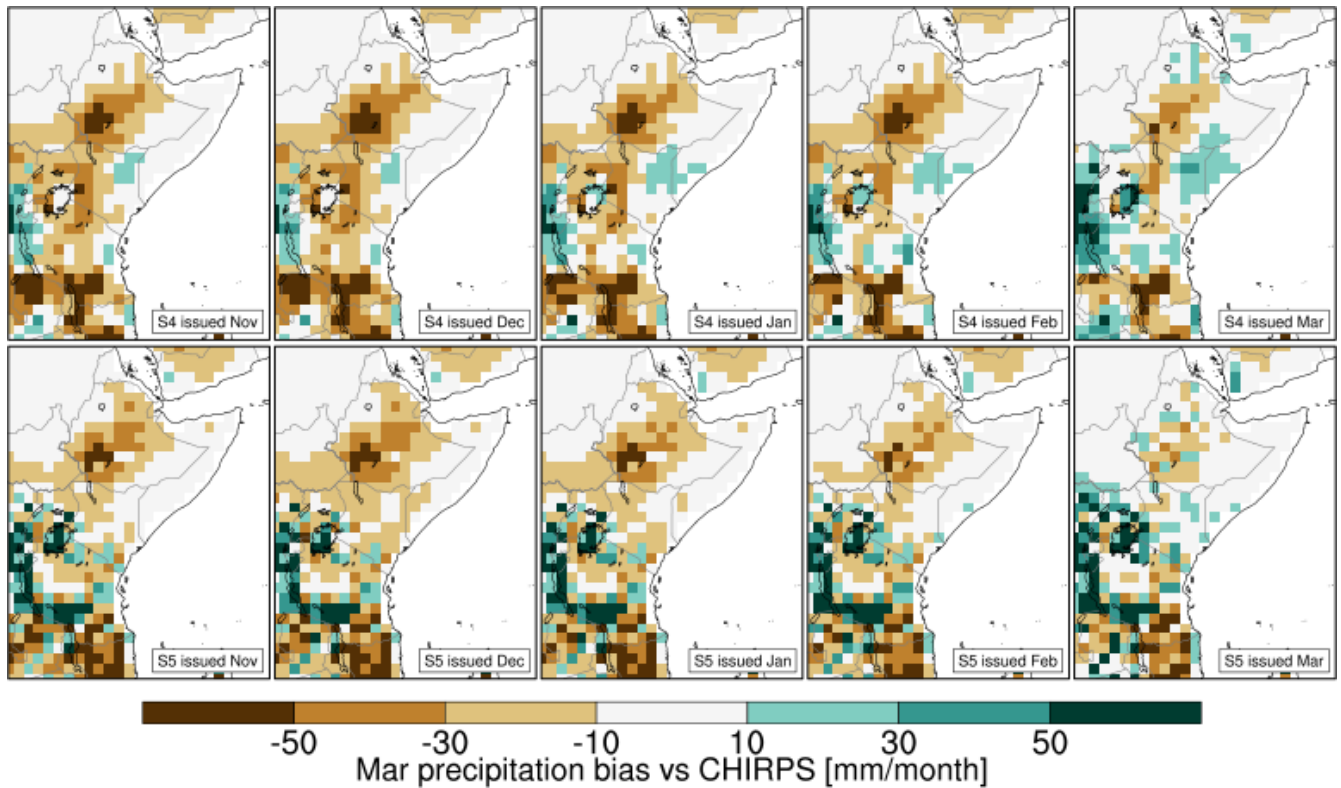 S4 issued Nov
S4 issued Dec
S4 issued Jan
S4 issued Feb
S4 issued Mar
S5 issued Nov
S5 issued Dec
S5 issued Jan
S5 issued Feb
S5 issued Mar
-50 -30 -10 10 30 50
Mar precipitation bias vs CHIRPS [mm/month]